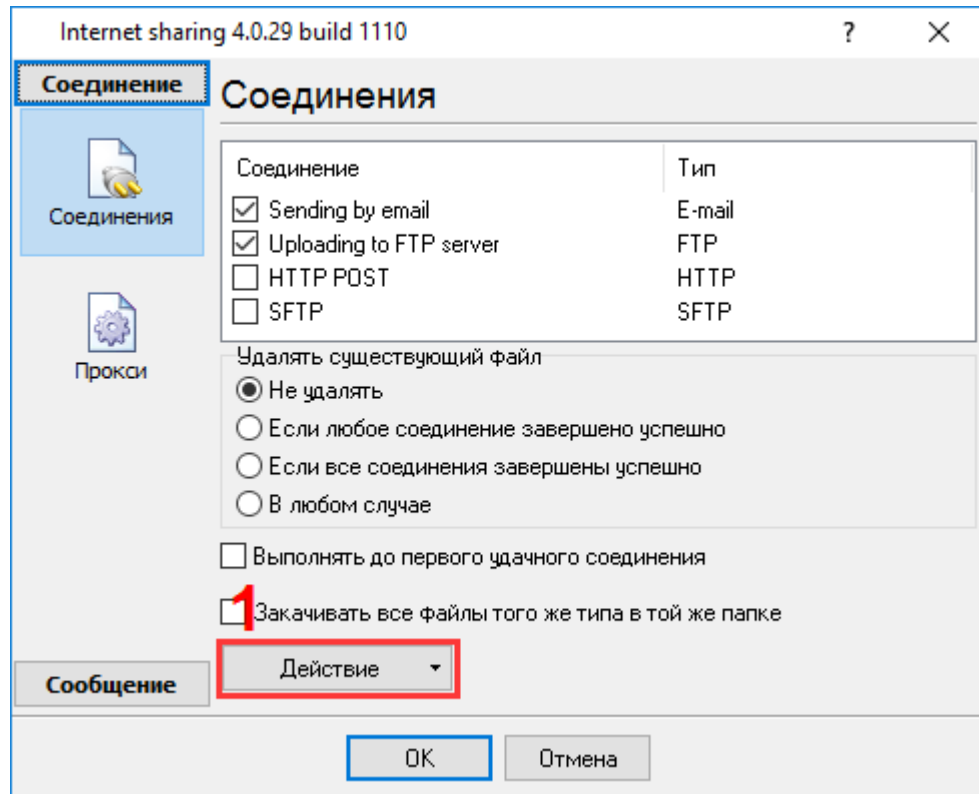 Internet sharing 4.0.29 build 1110 ?
Соединение
Соединения
Соединения
Прокси
Сообщение
Соединение Тип
Sending by email E-mail
Uploading to FTP server FTP
HTTP POST HTTP
SFTP SFTP
Удалять существующий файл
Не удалять
Если любое соединение завершено успешно
Если все соединения завершены успешно
В любом случае
Выполнять до первого удачного соединения
1
Закачивать все файлы того же типа в той же папке
Действие
OK Отмена